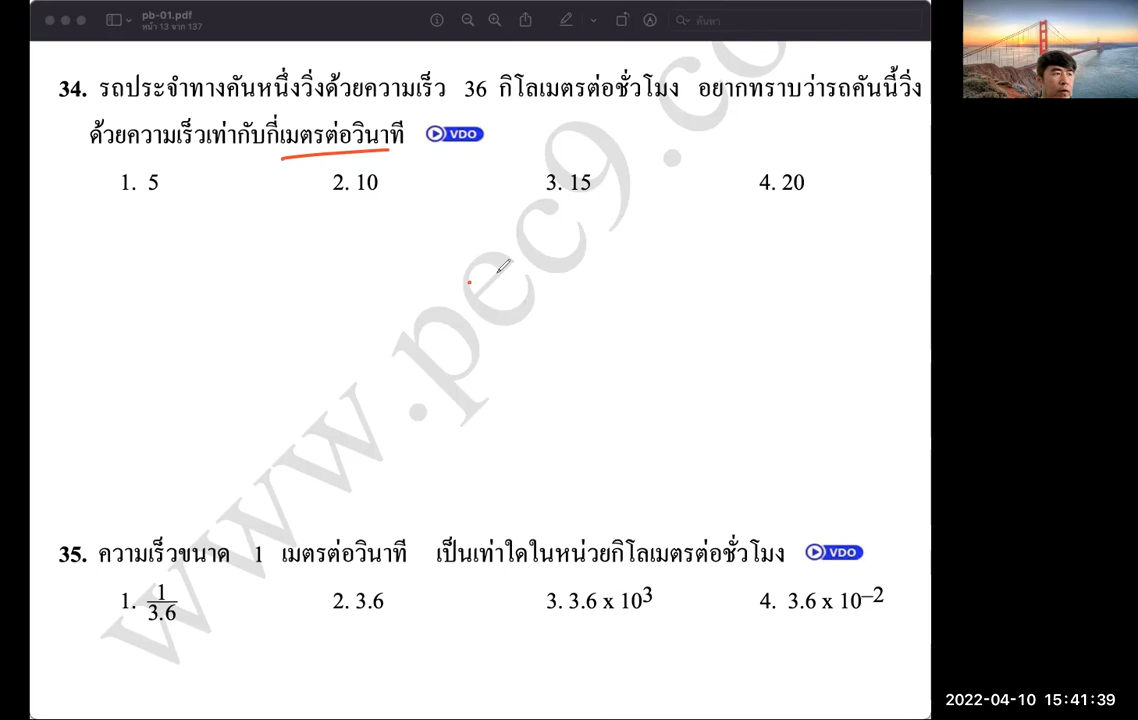 pb-01.pdf
หน้า 13 จาก 137
ค้นหา
34. รถประจำทางคันหนึ่งวิ่งด้วยความเร็ว 36 กิโลเมตรต่อชั่วโมง อยากทราบว่ารถคันนี้วิ่ง
ด้วยความเร็วเท่ากับกี่เมตรต่อวินาที VDO
1. 5 2. 10 3. 15 4. 20
www.pec9.co
35. ความเร็วขนาด 1 เมตรต่อวินาที เป็นเท่าใดในหน่วยกิโลเมตรต่อชั่วโมง VDO
1. 1/3.6 2. 3.6 3. 3.6 x 10³ 4. 3.6 x 10⁻²
2022-04-10 15:41:39